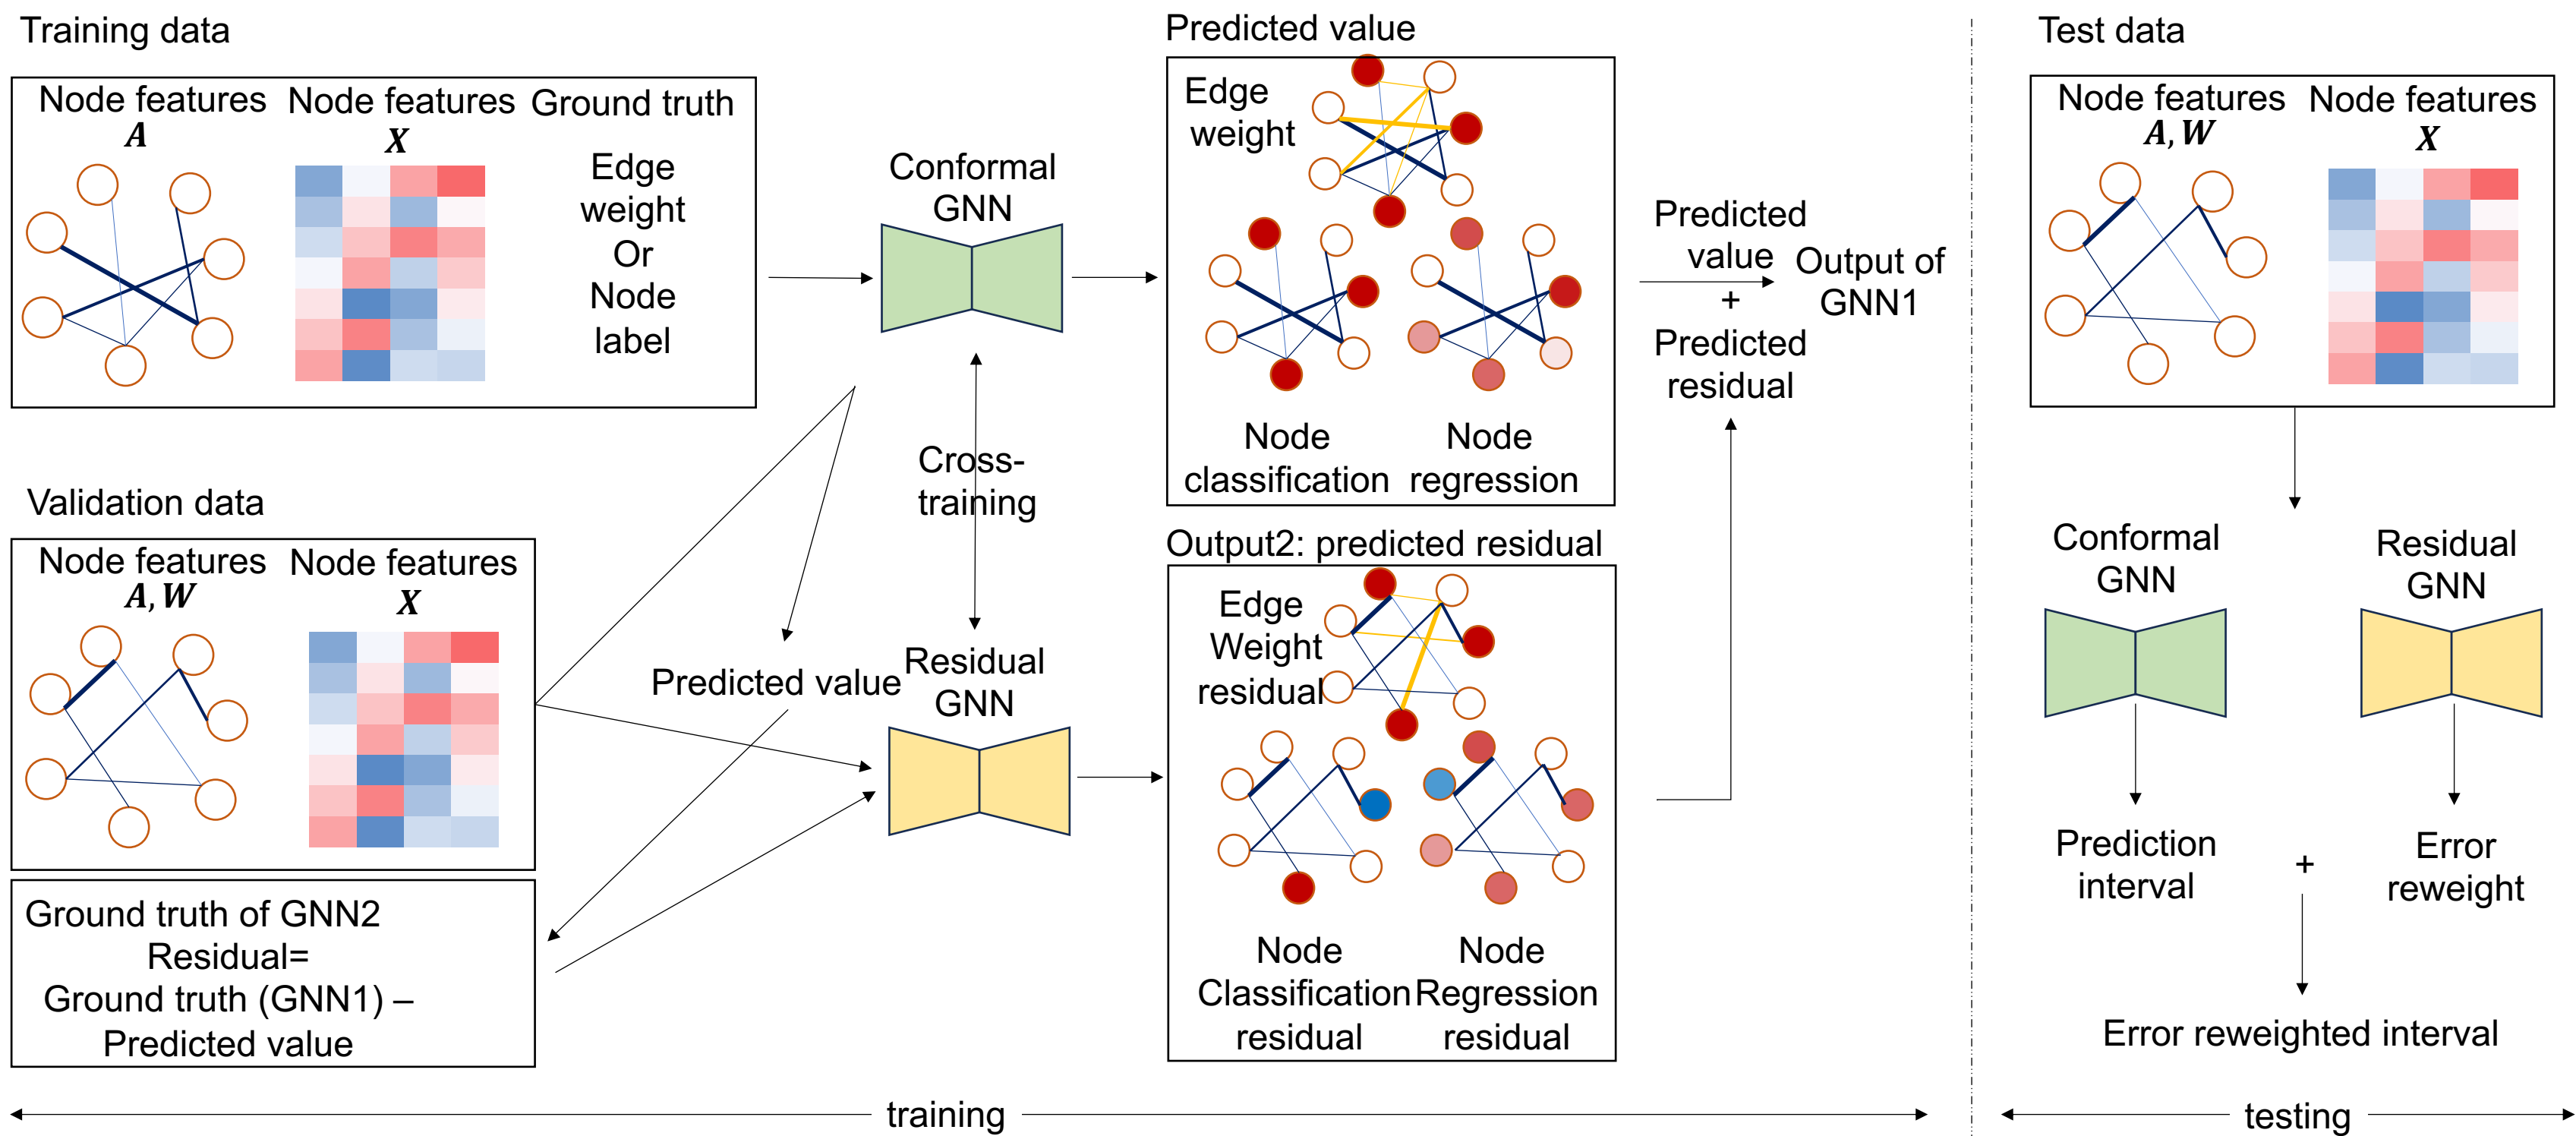 Training data
Node features
A
Node features
X
Ground truth
Edge
weight
Or
Node
label
Validation data
Node features
A, W
Node features
X
Ground truth of GNN2
Residual=
Ground truth (GNN1) –
Predicted value
Conformal
GNN
Cross-
training
Predicted value
Residual
GNN
Predicted value
Edge
weight
Node
classification
Node
regression
Output2: predicted residual
Edge
Weight
residual
Node
Classification
residual
Node
Regression
residual
Predicted
value
+
Predicted
residual
Output of
GNN1
training
Test data
Node features
A, W
Node features
X
Conformal
GNN
Residual
GNN
Prediction
interval
+
Error
reweight
Error reweighted interval
testing